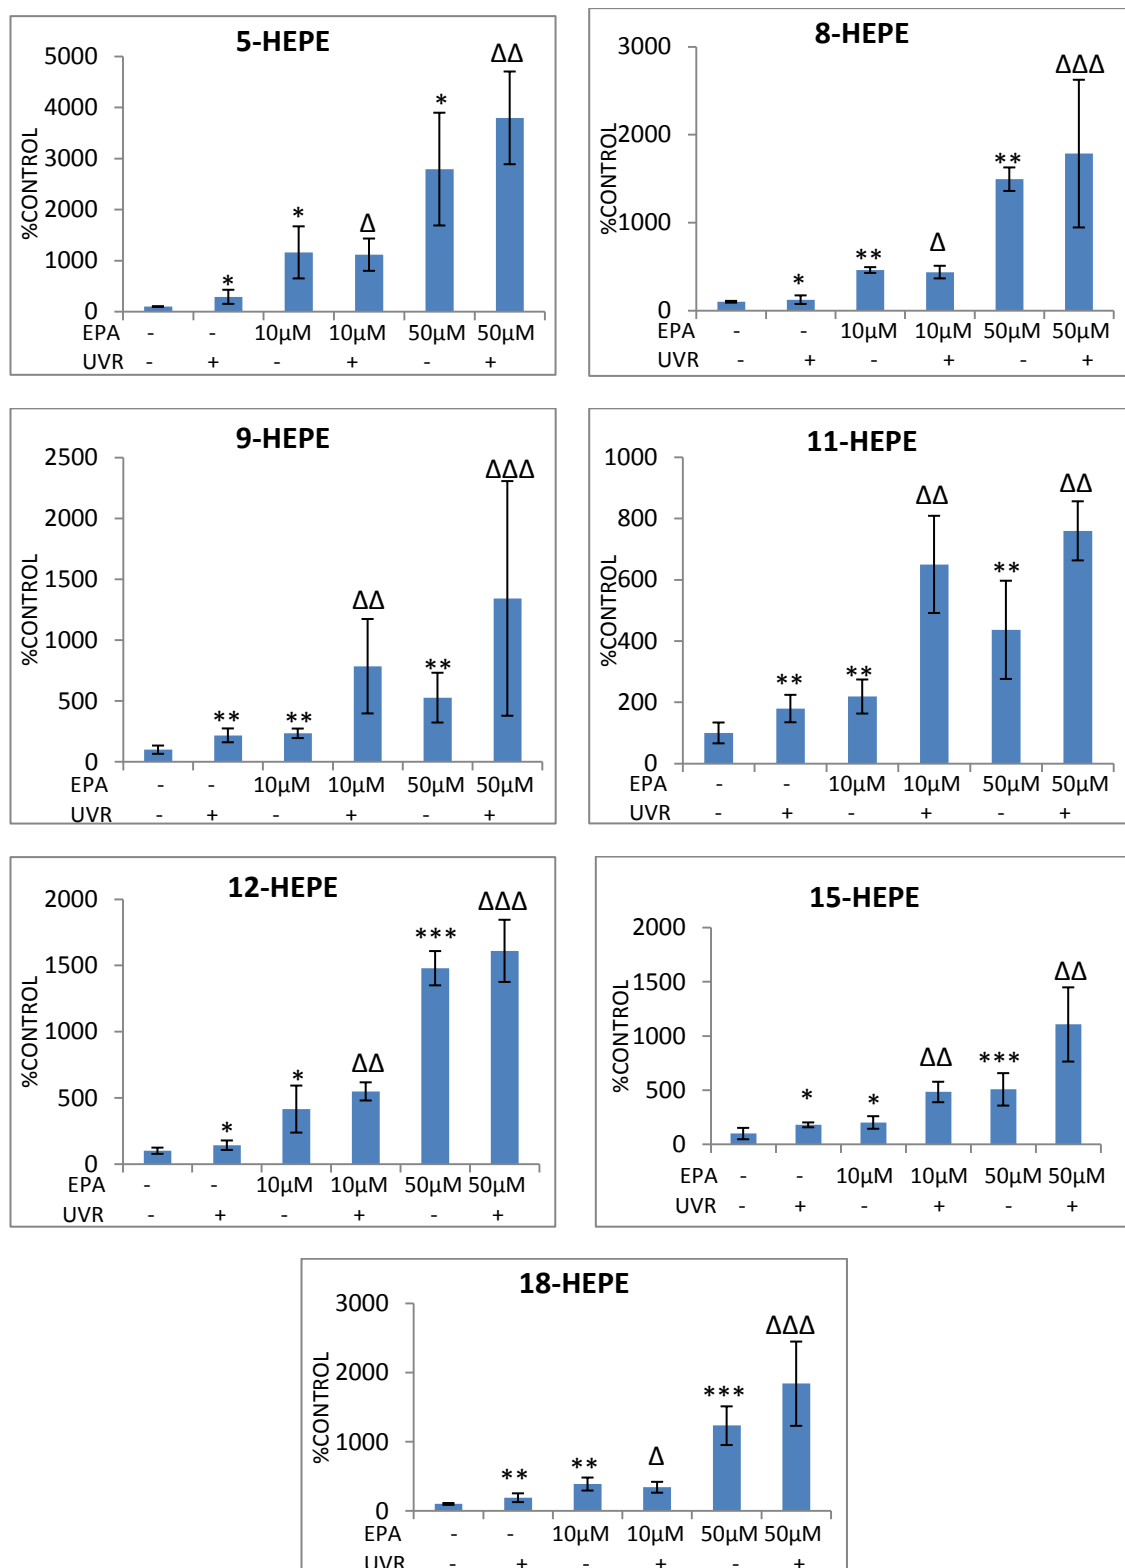 5-HEPE
%CONTROL
5000
4000
3000
2000
1000
0
ΔΔ
*
*
Δ
*
EPA - - 10µM 10µM 50µM 50µM
UVR - + - + - +
8-HEPE
%CONTROL
3000
2000
1000
0
ΔΔΔ
**
**
Δ
*
EPA - - 10µM 10µM 50µM 50µM
UVR - + - + - +
9-HEPE
%CONTROL
2500
2000
1500
1000
500
0
ΔΔΔ
ΔΔ
**
** **
EPA - - 10µM 10µM 50µM 50µM
UVR - + - + - +
11-HEPE
%CONTROL
1000
800
600
400
200
0
ΔΔ ΔΔ
**
** **
EPA - - 10µM 10µM 50µM 50µM
UVR - + - + - +
12-HEPE
%CONTROL
2000
1500
1000
500
0
ΔΔΔ
***
ΔΔ
*
*
EPA - - 10µM 10µM 50µM 50µM
UVR - + - + - +
15-HEPE
%CONTROL
2000
1500
1000
500
0
ΔΔ
ΔΔ ***
* *
EPA - - 10µM 10µM 50µM 50µM
UVR - + - + - +
18-HEPE
%CONTROL
3000
2000
1000
0
ΔΔΔ
***
** ** Δ
EPA - - 10µM 10µM 50µM 50µM
UVR - + - + - +